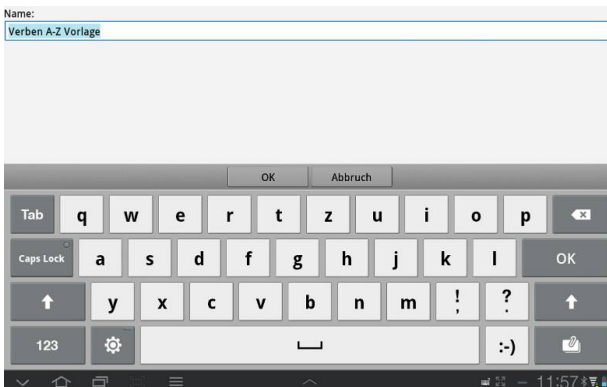 Name:
Verben A-Z Vorlage
OK Abbruch
Tab q w e r t z u i o p
Caps Lock a s d f g h j k l OK
y x c v b n m ! , ? .
123 :-)
11:57